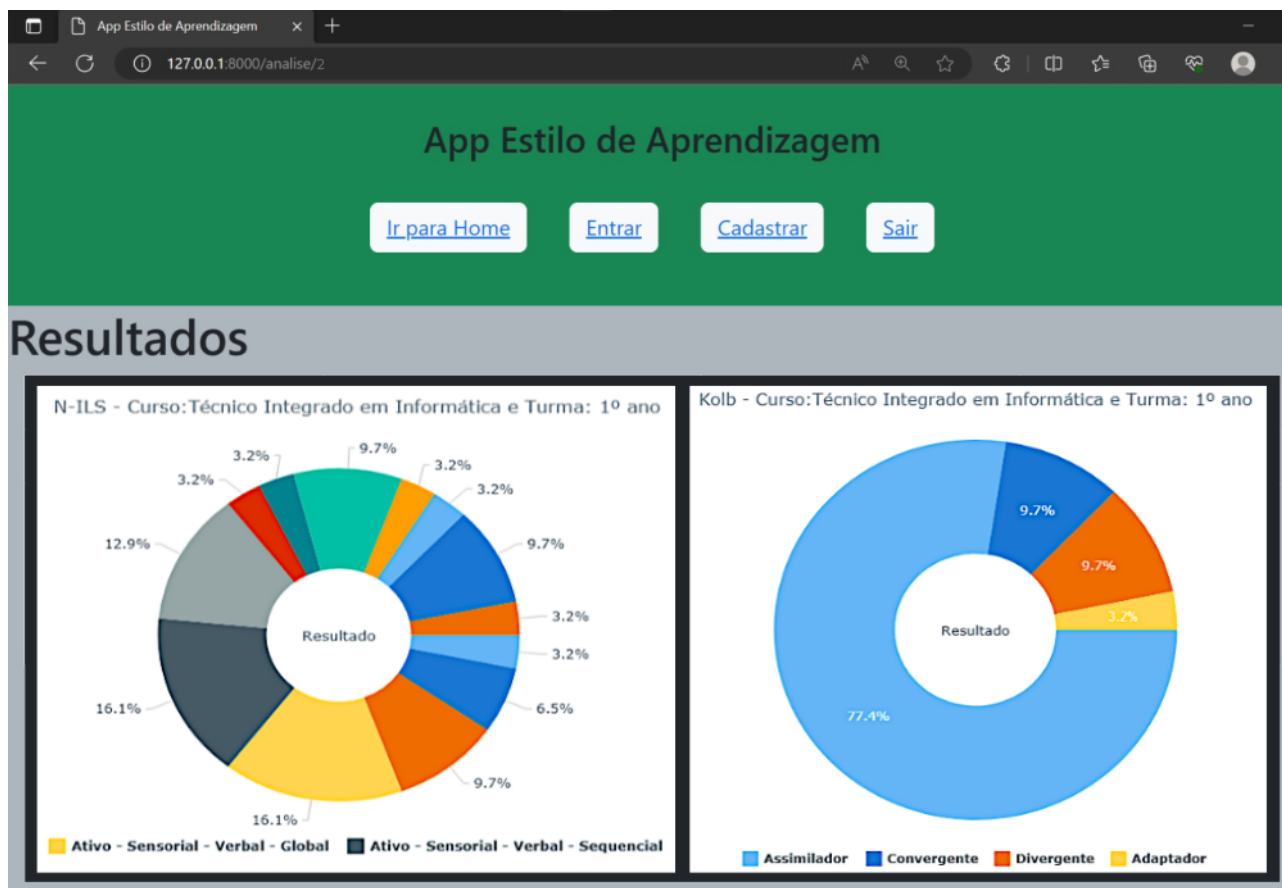 App Estilo de Aprendizagem
127.0.0.1:8000/analise/2
App Estilo de Aprendizagem
Ir para Home Entrar Cadastrar Sair
Resultados
N-ILS - Curso:Técnico Integrado em Informática e Turma: 1º ano
9.7%
3.2%
3.2%
3.2%
3.2%
12.9%
9.7%
Resultado
3.2%
3.2%
16.1%
6.5%
9.7%
16.1%
Ativo - Sensorial - Verbal - Global Ativo - Sensorial - Verbal - Sequencial
Kolb - Curso:Técnico Integrado em Informática e Turma: 1º ano
9.7%
9.7%
3.2%
Resultado
77.4%
Assimilador Convergente Divergente Adaptador